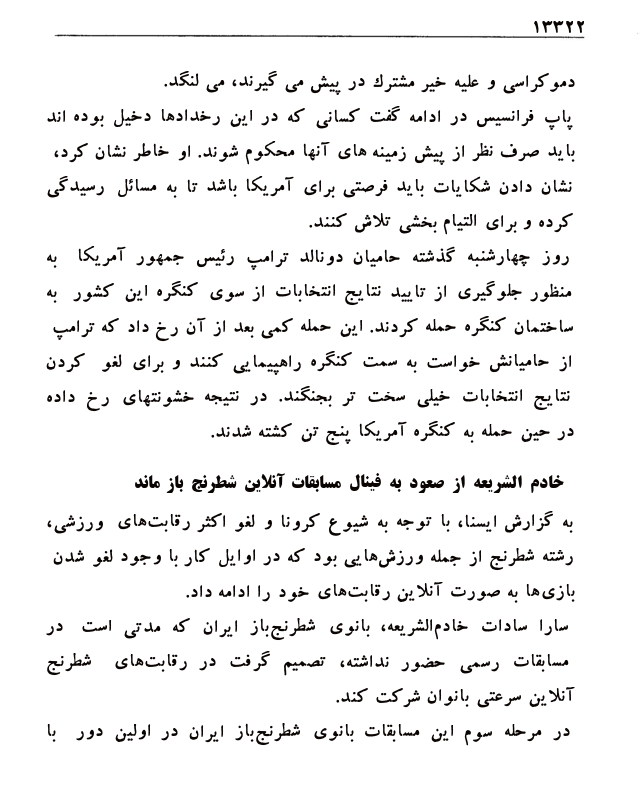 ۱۳۳۲۲
دموکراسی و علیه خیر مشترك در پیش می گیرند، می لنگد.
پاپ فرانسیس در ادامه گفت کسانی که در این رخدادها دخیل بوده اند
باید صرف نظر از پیش زمینه های آنها محکوم شوند. او خاطر نشان کرد،
نشان دادن شکایات باید فرصتی برای آمریکا باشد تا به مسائل رسیدگی
کرده و برای التیام بخشی تلاش کنند.
روز چهارشنبه گذشته حامیان دونالد ترامپ رئیس جمهور آمریکا به
منظور جلوگیری از تایید نتایج انتخابات از سوی کنگره این کشور به
ساختمان کنگره حمله کردند. این حمله کمی بعد از آن رخ داد که ترامپ
از حامیانش خواست به سمت کنگره راهپیمایی کنند و برای لغو کردن
نتایج انتخابات خیلی سخت تر بجنگند. در نتیجه خشونتهای رخ داده
در حین حمله به کنگره آمریکا پنج تن کشته شدند.
خادم الشریعه از صعود به فینال مسابقات آنلاین شطرنج باز ماند
به گزارش ایسنا، با توجه به شیوع کرونا و لغو اکثر رقابت‌های ورزشی،
رشته شطرنج از جمله ورزش‌هایی بود که در اوایل کار با وجود لغو شدن
بازی‌ها به صورت آنلاین رقابت‌های خود را ادامه داد.
سارا سادات خادم‌الشریعه، بانوی شطرنج‌باز ایران که مدتی است در
مسابقات رسمی حضور نداشته، تصمیم گرفت در رقابت‌های شطرنج
آنلاین سرعتی بانوان شرکت کند.
در مرحله سوم این مسابقات بانوی شطرنج‌باز ایران در اولین دور با